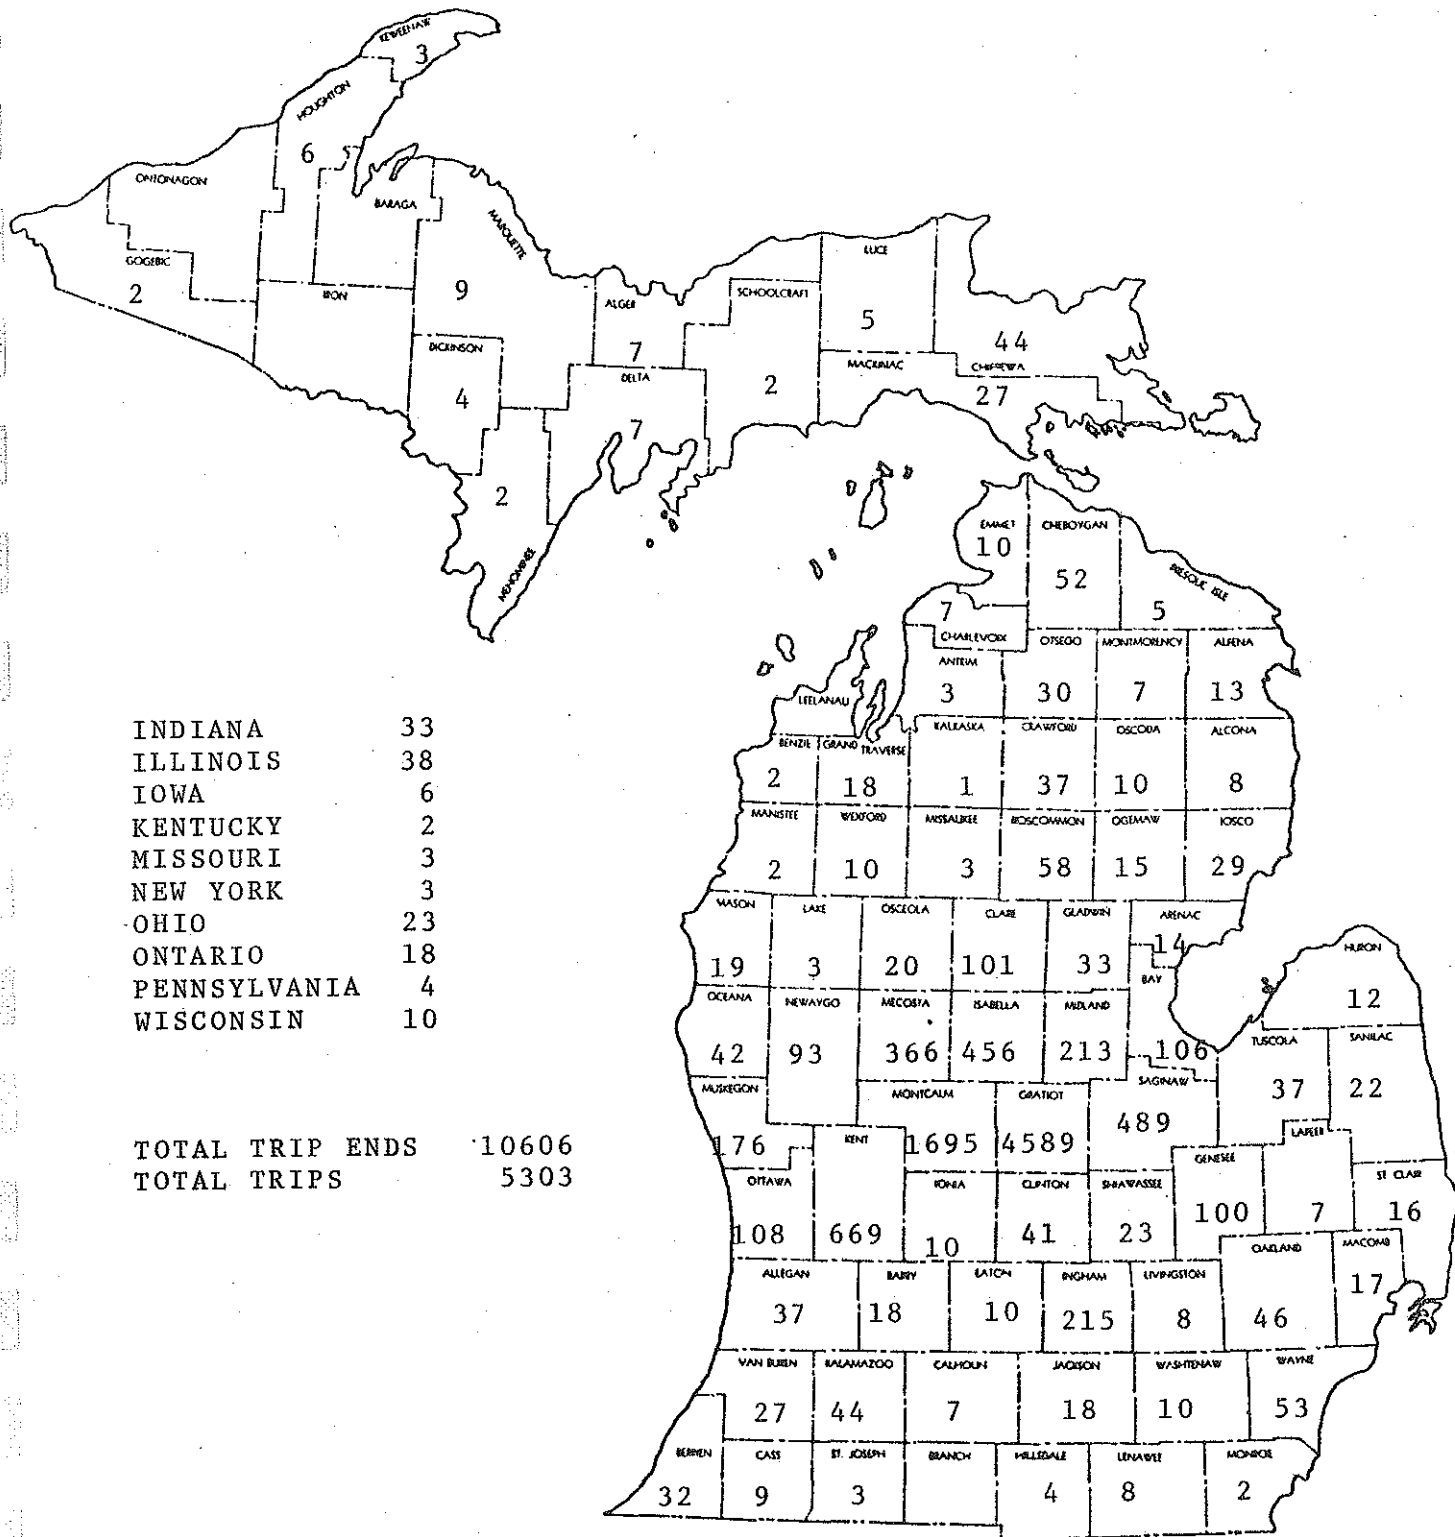 KEWEENAW
3
HOUGHTON
6
ONTONAGON
BARAGA
MARQUETTE
GOGEBIC
2
IRON
9
DICKINSON
4
ALGER
7
DELTA
7
SCHOOLCRAFT
2
LUCE
5
MACKINAC
44
CHIPPEWA
27
2
MENOMINEE
EMMET
10
CHEBOYGAN
52
PRESQUE ISLE
5
7
CHARLEVOIX
ANTRIM
3
OTSEGO
30
MONTMORENCY
7
ALPENA
13
LEELANAU
BENZIE
2
GRAND TRAVERSE
18
KALKASKA
1
CRAWFORD
37
OSCODA
10
ALCONA
8
MANISTEE
2
WEXFORD
10
MISSAUKEE
3
ROSCOMMON
58
OGEMAW
15
IOSCO
29
MASON
19
LAKE
3
OSCEOLA
20
CLARE
101
GLADWIN
33
ARENAC
14
BAY
106
HURON
12
OCEANA
42
NEWAYGO
93
MECOSTA
366
ISABELLA
456
MIDLAND
213
TUSCOLA
37
SANILAC
22
MUSKEGON
176
MONTCALM
1695
GRATIOT
4589
SAGINAW
489
LAPEER
7
GENESEE
100
ST CLAIR
16
OTTAWA
108
KENT
669
IONIA
10
CLINTON
41
SHIAWASSEE
23
OAKLAND
46
MACOMB
17
ALLEGAN
37
BARRY
18
EATON
10
INGHAM
215
LIVINGSTON
8
VAN BUREN
27
KALAMAZOO
44
CALHOUN
7
JACKSON
18
WASHTENAW
10
WAYNE
53
BERRIEN
32
CASS
9
ST. JOSEPH
3
BRANCH
HILLSDALE
4
LENAWEE
8
MONROE
2
INDIANA 33
ILLINOIS 38
IOWA 6
KENTUCKY 2
MISSOURI 3
NEW YORK 3
OHIO 23
ONTARIO 18
PENNSYLVANIA 4
WISCONSIN 10
TOTAL TRIP ENDS 10606
TOTAL TRIPS 5303